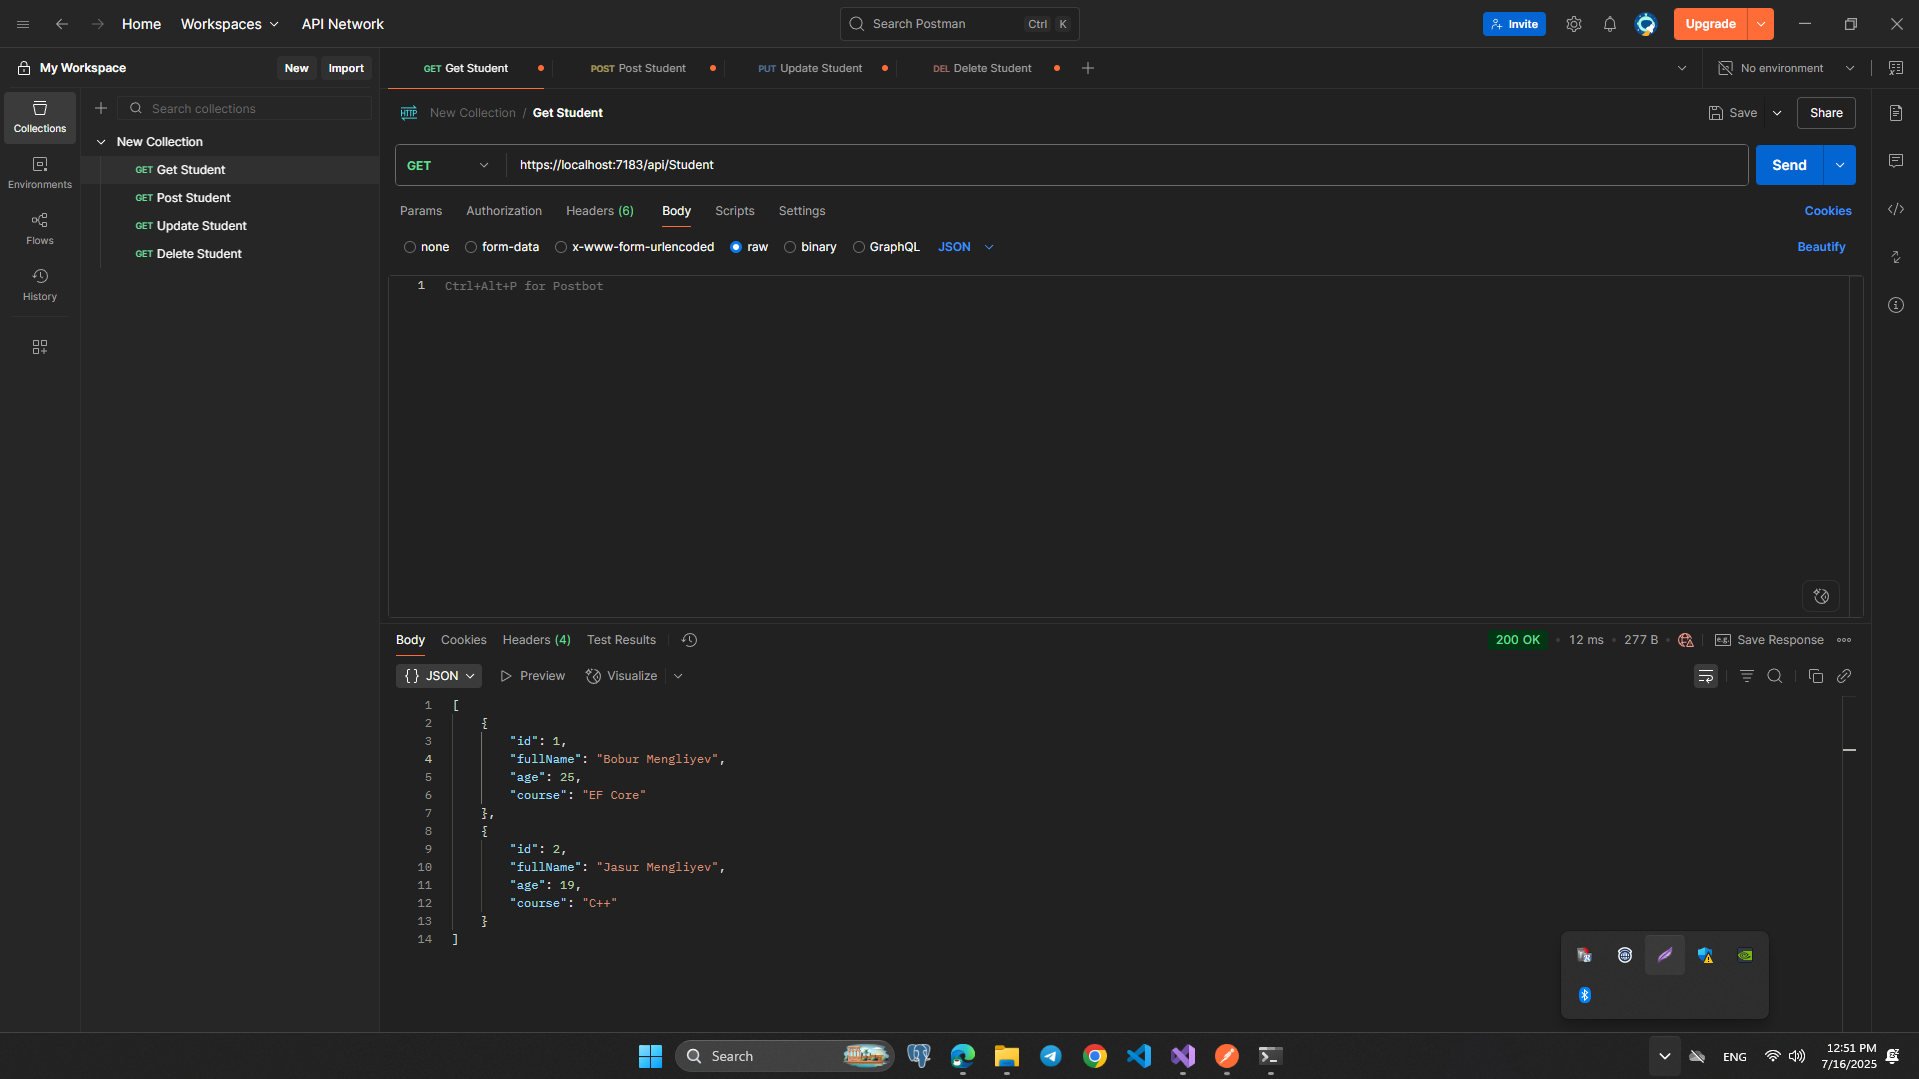 Home
Workspaces
API Network
Search Postman
Ctrl K
Invite
Upgrade
My Workspace
New
Import
GET Get Student
POST Post Student
PUT Update Student
DEL Delete Student
No environment
Collections
Search collections
New Collection / Get Student
Save
Share
New Collection
GET Get Student
GET Post Student
GET Update Student
GET Delete Student
Environments
Flows
History
GET
https://localhost:7183/api/Student
Send
Params
Authorization
Headers (6)
Body
Scripts
Settings
Cookies
none
form-data
x-www-form-urlencoded
raw
binary
GraphQL
JSON
Beautify
1 Ctrl+Alt+P for Postbot
Body
Cookies
Headers (4)
Test Results
200 OK
12 ms
277 B
e.g.
Save Response
{} JSON
Preview
Visualize
1 [
2 {
3 "id": 1,
4 "fullName": "Bobur Mengliyev",
5 "age": 25,
6 "course": "EF Core"
7 },
8 {
9 "id": 2,
10 "fullName": "Jasur Mengliyev",
11 "age": 19,
12 "course": "C++"
13 }
14 ]
Search
ENG
12:51 PM
7/16/2025